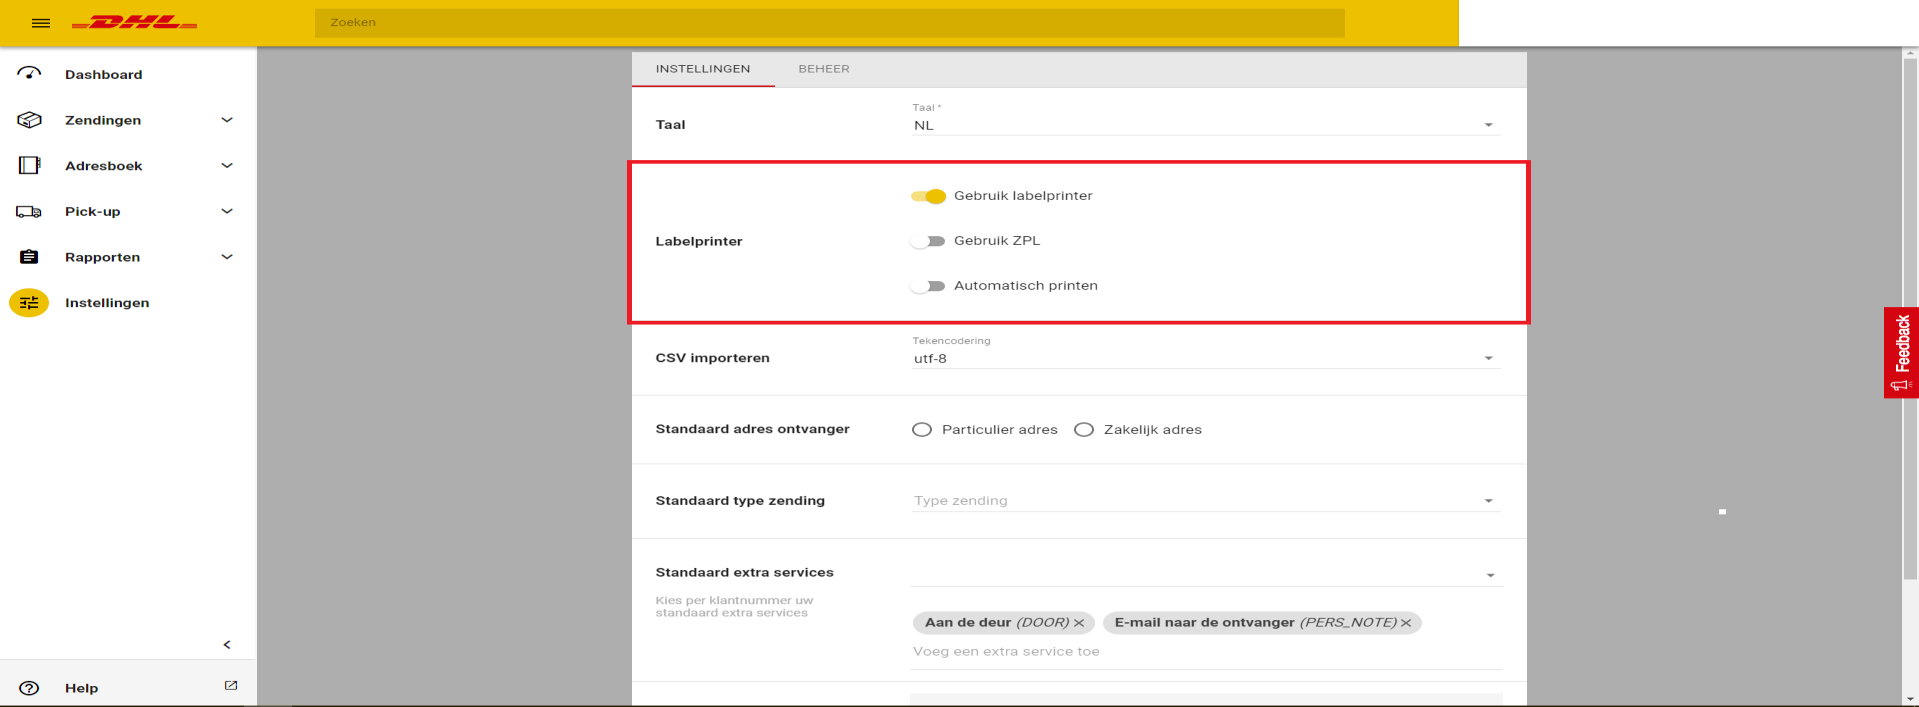 DHL
Zoeken
Dashboard
Zendingen
Adresboek
Pick-up
Rapporten
Instellingen
Help
INSTELLINGEN
BEHEER
Taal
Taal *
NL
Labelprinter
Gebruik labelprinter
Gebruik ZPL
Automatisch printen
CSV importeren
Tekencodering
utf-8
Standaard adres ontvanger
Particulier adres
Zakelijk adres
Standaard type zending
Type zending
Standaard extra services
Kies per klantnummer uw
standaard extra services
Aan de deur (DOOR)
E-mail naar de ontvanger (PERS_NOTE)
Voeg een extra service toe
Feedback